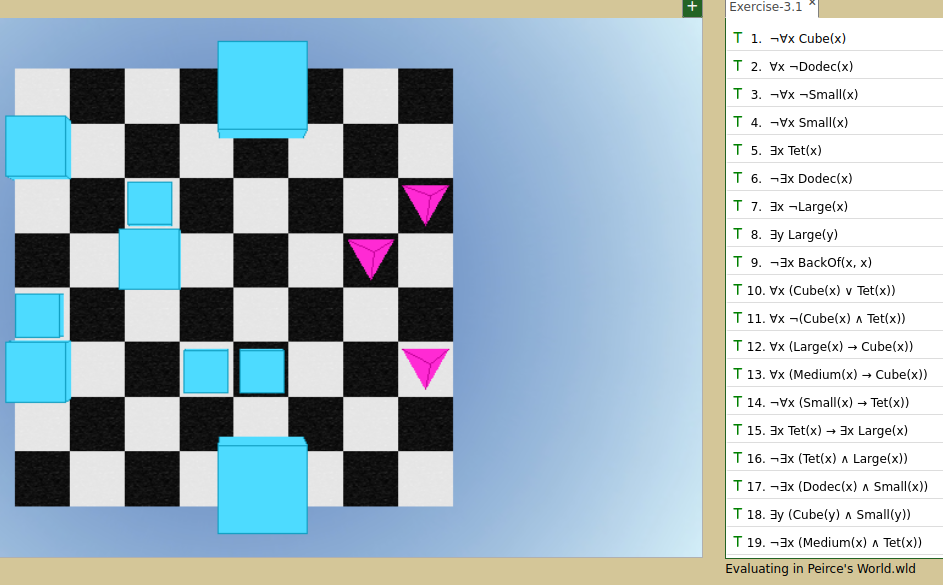 +
Exercise-3.1 ×
T 1. ¬∀x Cube(x)
T 2. ∀x ¬Dodec(x)
T 3. ¬∀x ¬Small(x)
T 4. ¬∀x Small(x)
T 5. ∃x Tet(x)
T 6. ¬∃x Dodec(x)
T 7. ∃x ¬Large(x)
T 8. ∃y Large(y)
T 9. ¬∃x BackOf(x, x)
T 10. ∀x (Cube(x) ∨ Tet(x))
T 11. ∀x ¬(Cube(x) ∧ Tet(x))
T 12. ∀x (Large(x) → Cube(x))
T 13. ∀x (Medium(x) → Cube(x))
T 14. ¬∀x (Small(x) → Tet(x))
T 15. ∃x Tet(x) → ∃x Large(x)
T 16. ¬∃x (Tet(x) ∧ Large(x))
T 17. ¬∃x (Dodec(x) ∧ Small(x))
T 18. ∃y (Cube(y) ∧ Small(y))
T 19. ¬∃x (Medium(x) ∧ Tet(x))
Evaluating in Peirce's World.wld